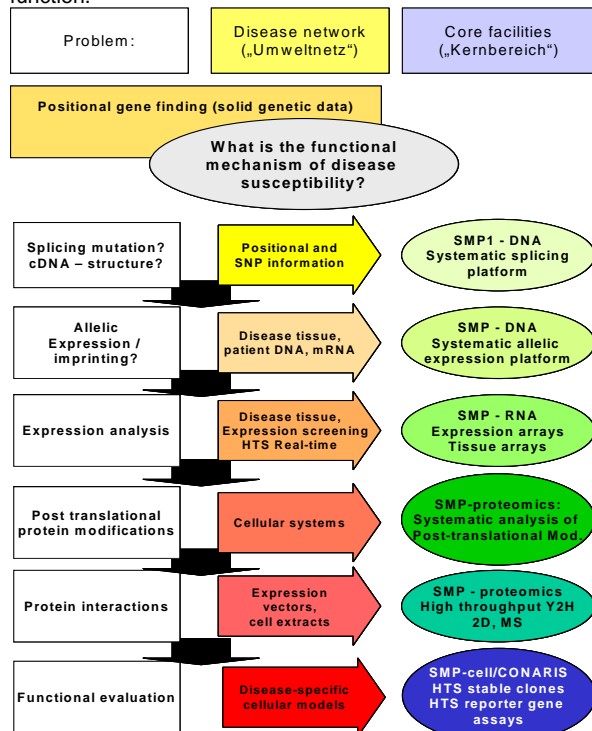 function.
Problem:
Disease network
(„Umweltnetz“)
Core facilities
(„Kernbereich“)
Positional gene finding (solid genetic data)
What is the functional
mechanism of disease
susceptibility?
Splicing mutation?
cDNA – structure?
Positional and
SNP information
SMP1 - DNA
Systematic splicing
platform
Allelic
Expression /
imprinting?
Disease tissue,
patient DNA, mRNA
SMP - DNA
Systematic allelic
expression platform
Expression analysis
Disease tissue,
Expression screening
HTS Real-time
SMP - RNA
Expression arrays
Tissue arrays
Post translational
protein modifications
Cellular systems
SMP-proteomics:
Systematic analysis of
Post-translational Mod.
Protein interactions
Expression
vectors,
cell extracts
SMP - proteomics
High throughput Y2H
2D, MS
Functional evaluation
Disease-specific
cellular models
SMP-cell/CONARIS
HTS stable clones
HTS reporter gene
assays